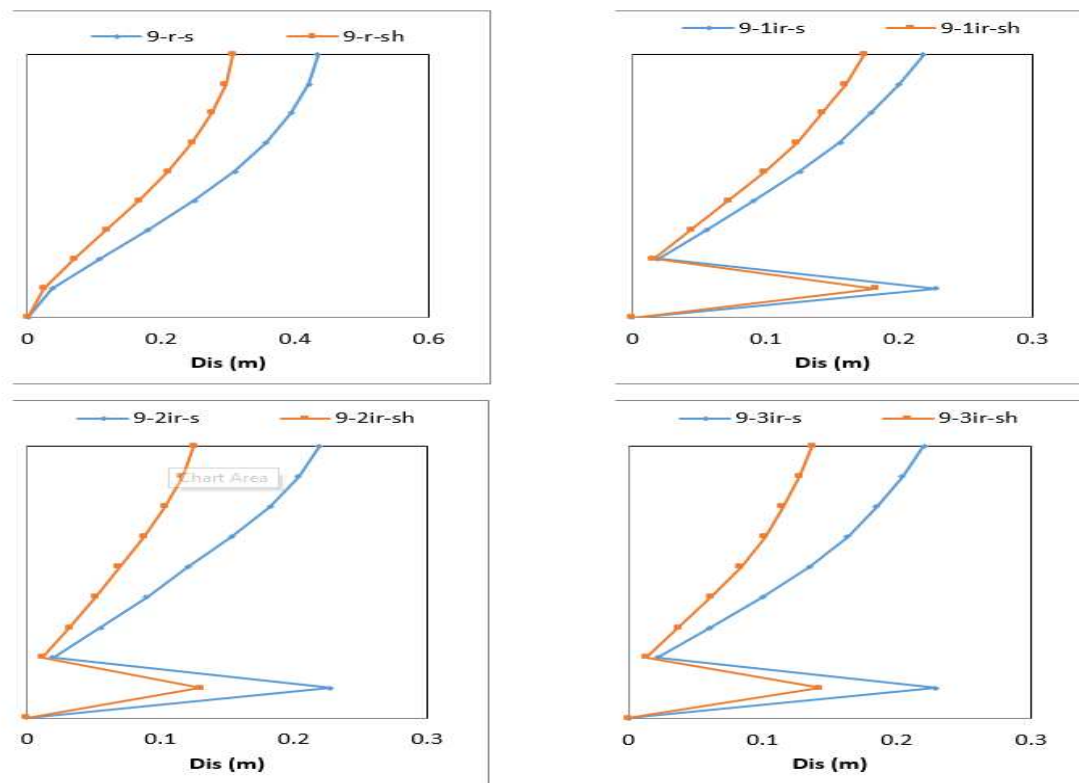 9-r-s 9-r-sh
0 0.2 0.4 0.6
Dis (m)
9-1ir-s 9-1ir-sh
0 0.1 0.2 0.3
Dis (m)
9-2ir-s 9-2ir-sh
Chart Area
0 0.1 0.2 0.3
Dis (m)
9-3ir-s 9-3ir-sh
0 0.1 0.2 0.3
Dis (m)